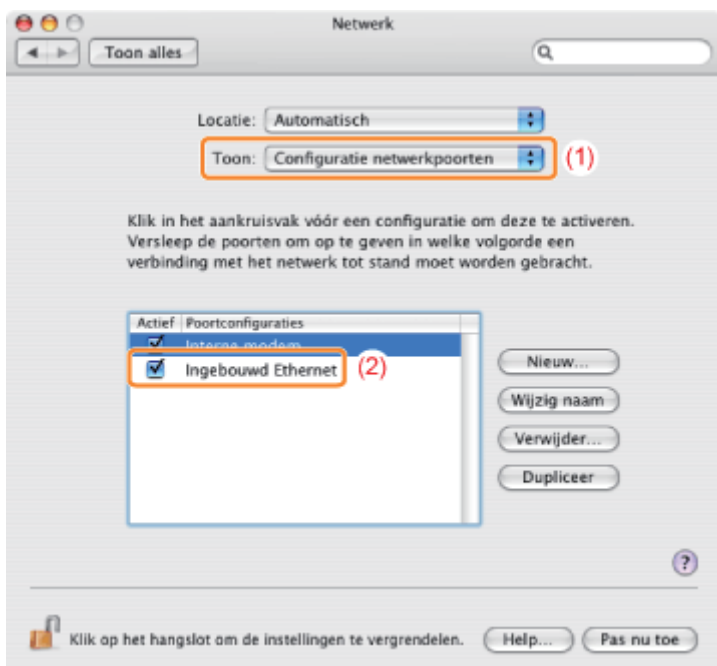 Netwerk
Toon alles
Locatie: Automatisch
Toon: Configuratie netwerkpoorten (1)
Klik in het aankruisvak vóór een configuratie om deze te activeren.
Versleep de poorten om op te geven in welke volgorde een
verbinding met het netwerk tot stand moet worden gebracht.
Actief Poortconfiguraties
Interne modem
Ingebouwd Ethernet (2)
Nieuw...
Wijzig naam
Verwijder...
Dupliceer
?
Klik op het hangslot om de instellingen te vergrendelen. Help... Pas nu toe